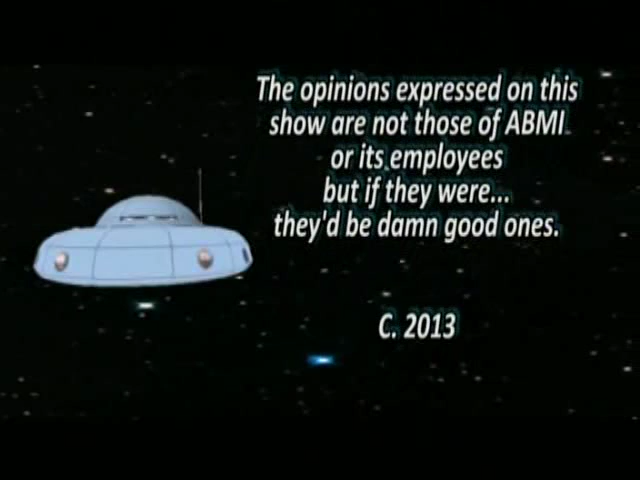 The opinions expressed on this
show are not those of ABMI
or its employees
but if they were...
they'd be damn good ones.
C. 2013